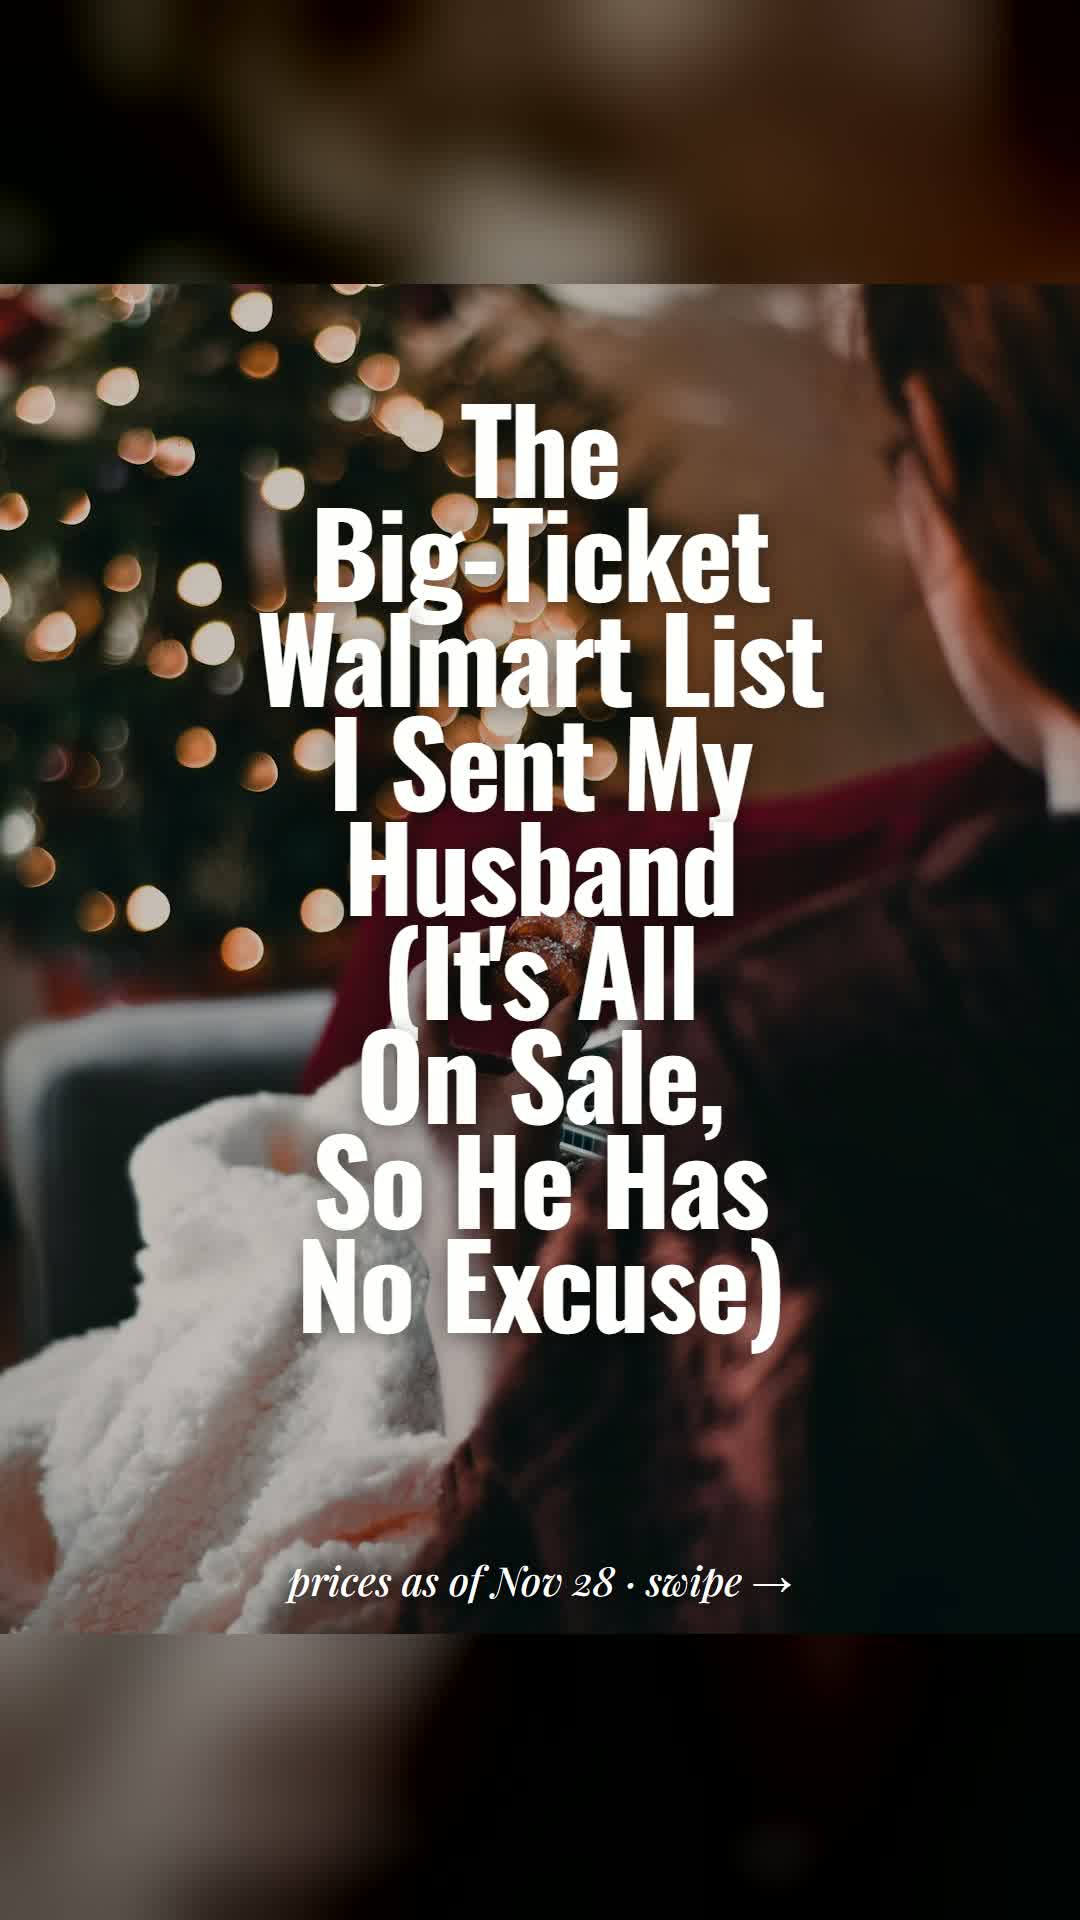 The
Big-Ticket
Walmart List
I Sent My
Husband
(It's All
On Sale,
So He Has
No Excuse)
prices as of Nov 28 · swipe →